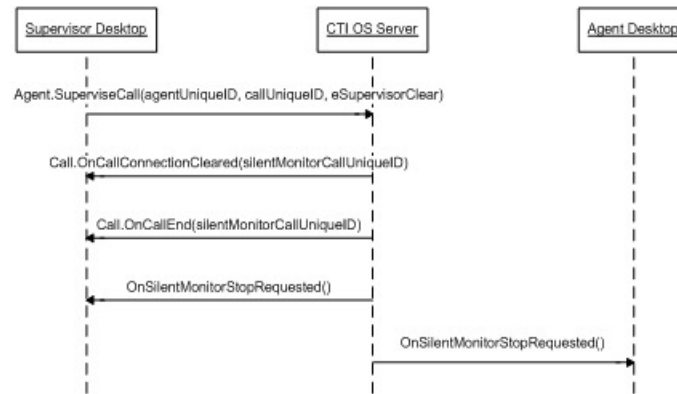 Supervisor Desktop
CTI OS Server
Agent Desktop
Agent.SuperviseCall(agentUniqueID, callUniqueID, eSupervisorClear)
Call.OnCallConnectionCleared(silentMonitorCallUniqueID)
Call.OnCallEnd(silentMonitorCallUniqueID)
OnSilentMonitorStopRequested()
OnSilentMonitorStopRequested()